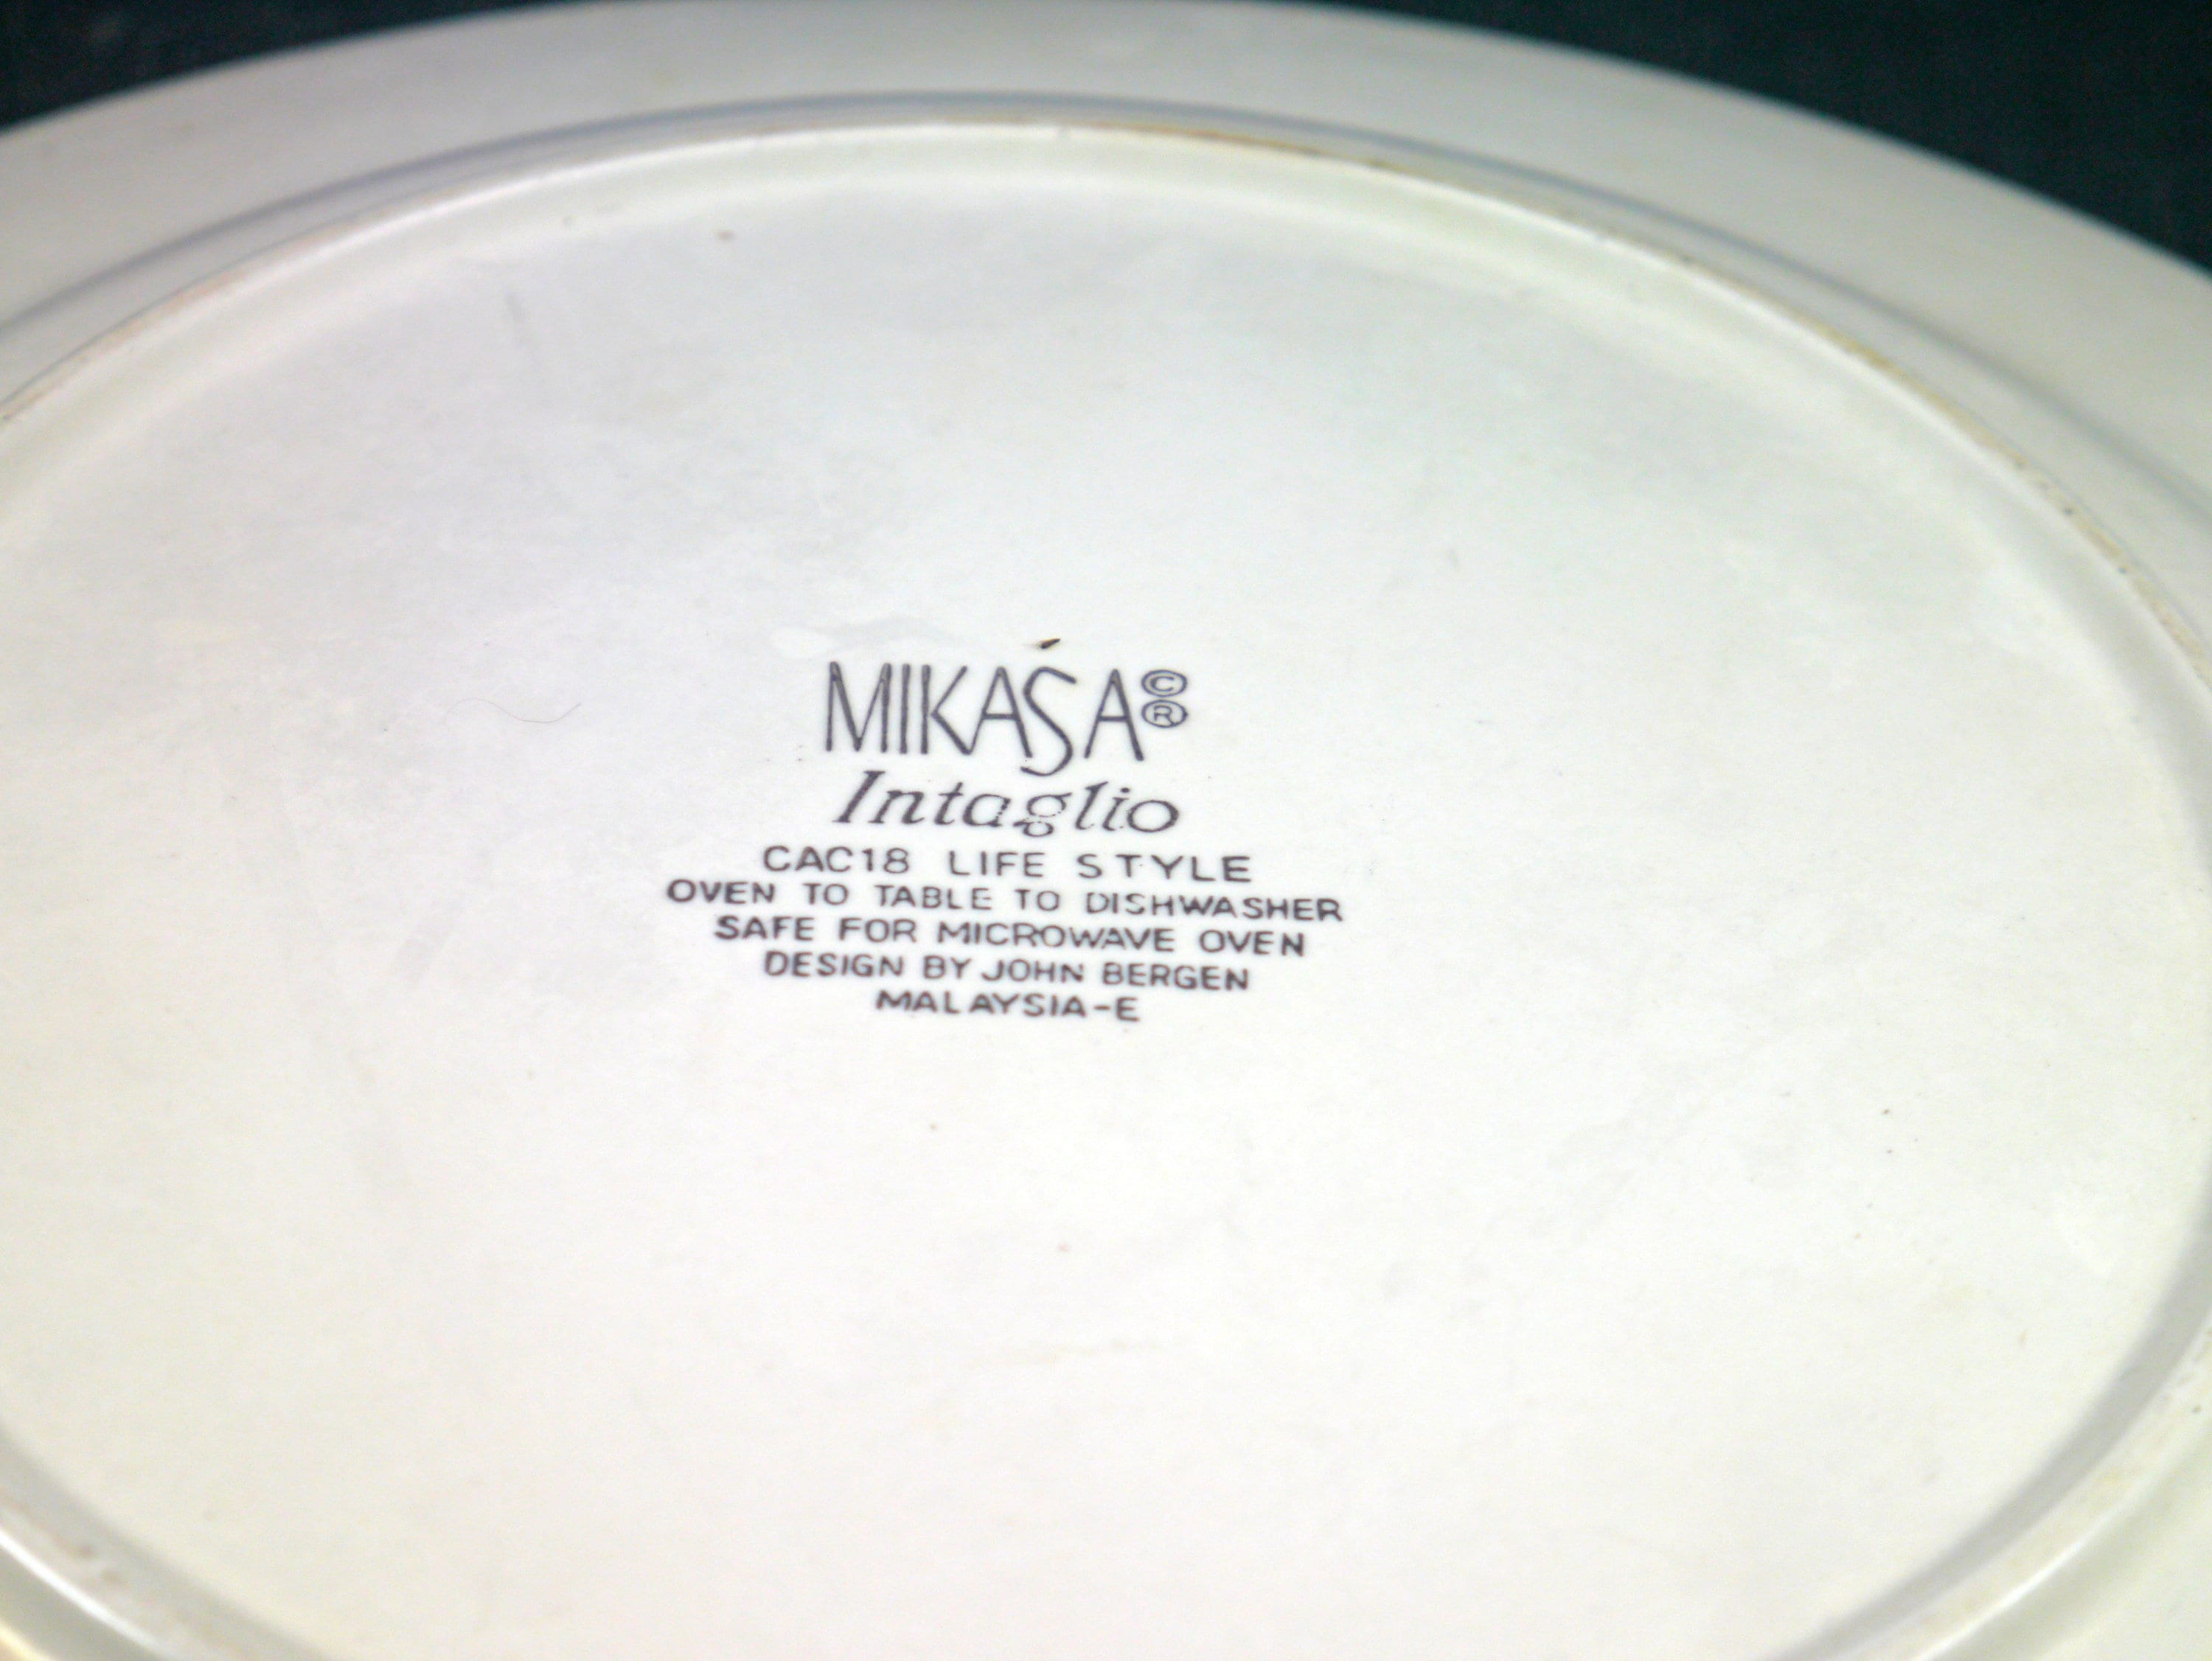 MIKASA©®
Intaglio
CAC18 LIFE STYLE
OVEN TO TABLE TO DISHWASHER
SAFE FOR MICROWAVE OVEN
DESIGN BY JOHN BERGEN
MALAYSIA-E